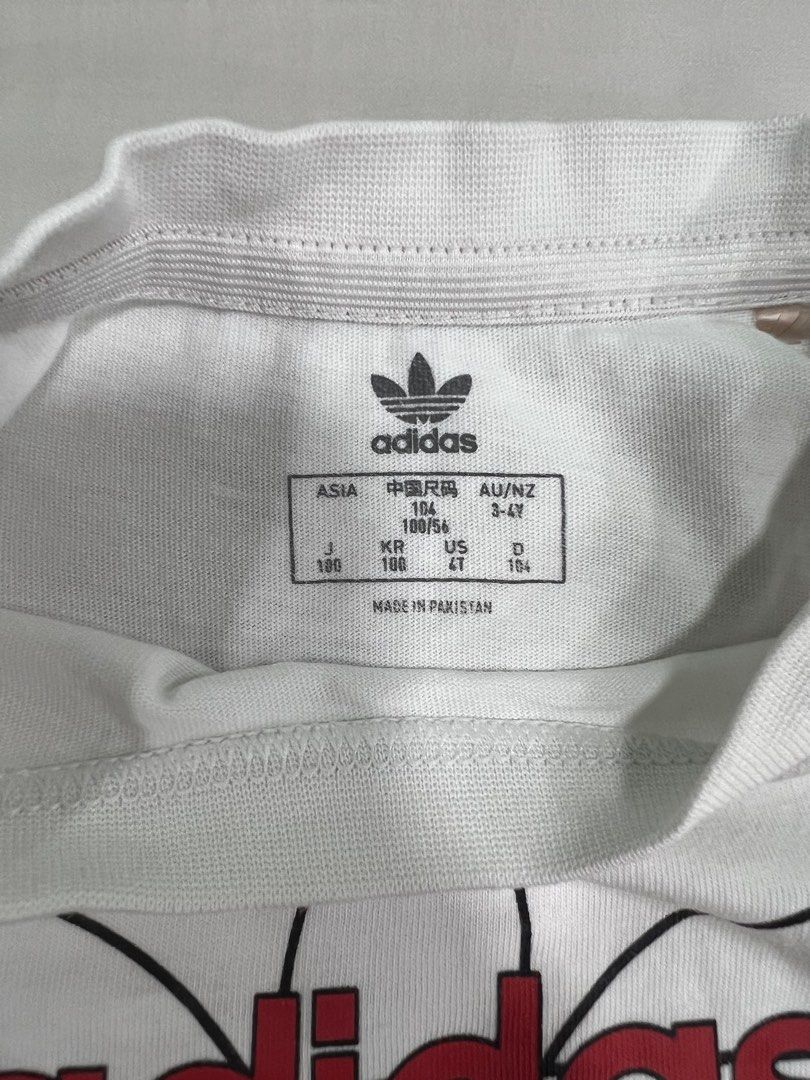 adidas
ASIA 中国尺码 AU/NZ
104 3-4Y
100/56
J KR US D
100 100 4T 104
MADE IN PAKISTAN
adidas